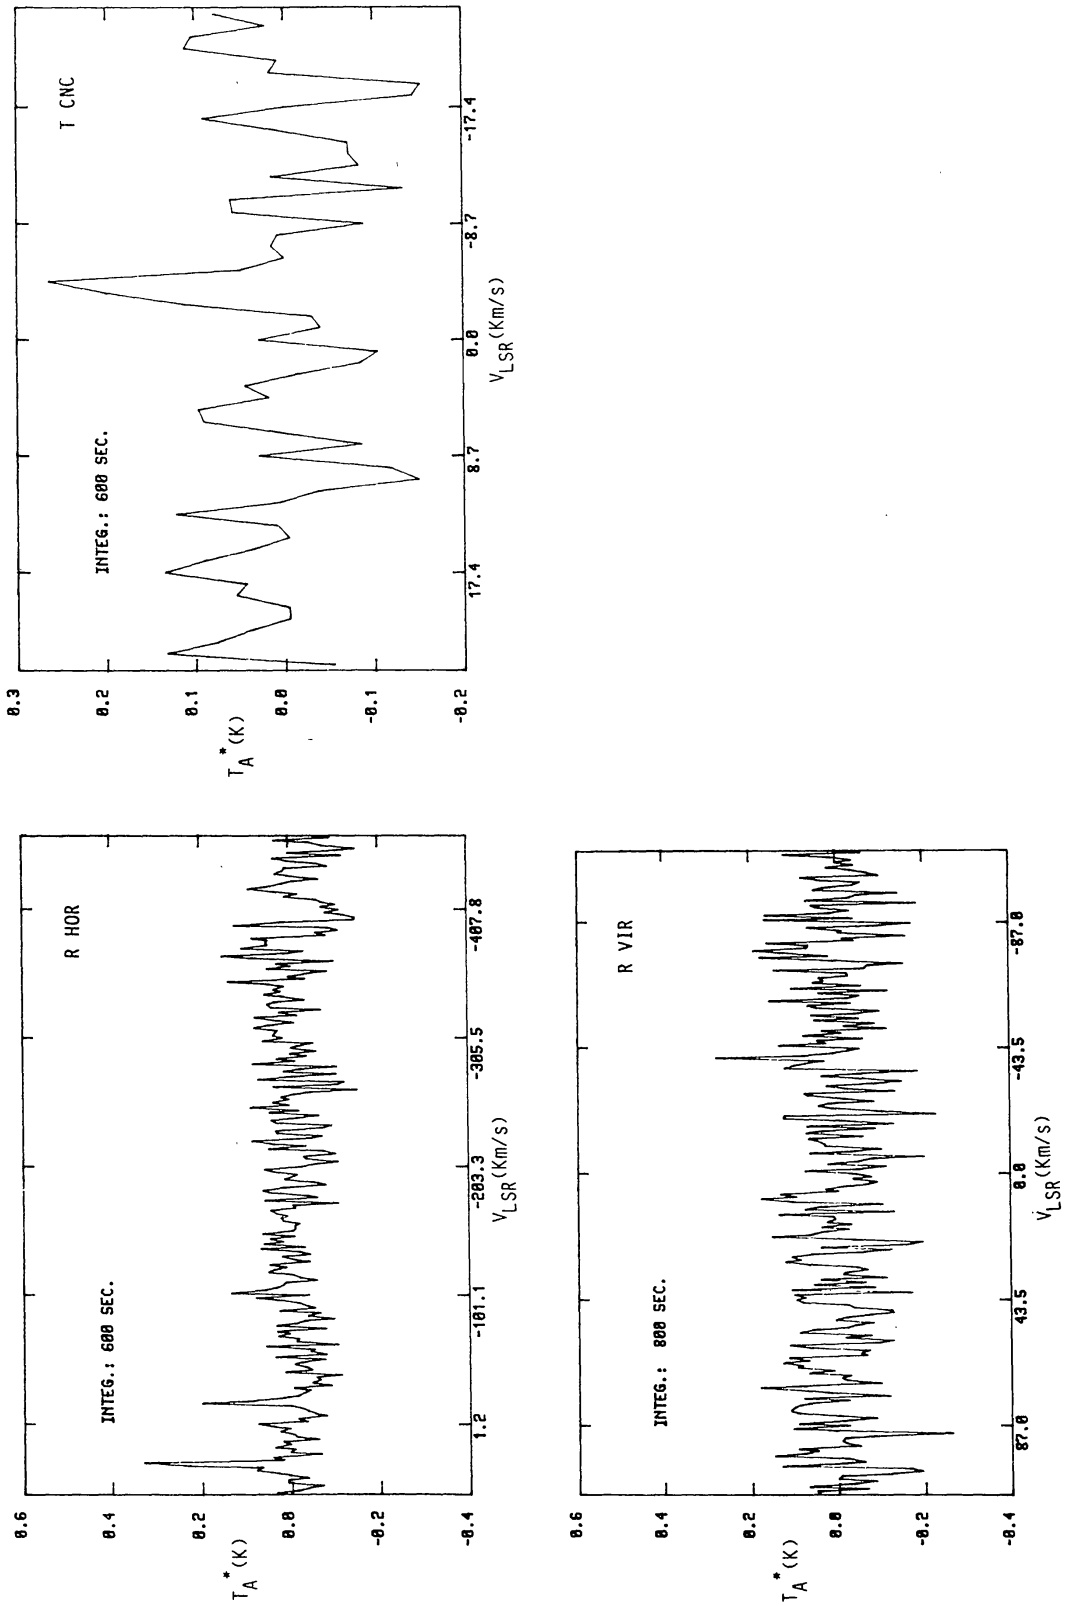 R HOR
INTEG.: 600 SEC.
0.6
0.4
0.2
0.0
-0.2
-0.4
T_A^* (K)
1.2
-101.1
-203.3
-305.5
-407.8
V_LSR (Km/s)
T CNC
INTEG.: 600 SEC.
0.3
0.2
0.1
0.0
-0.1
-0.2
T_A^* (K)
17.4
8.7
0.0
-8.7
-17.4
V_LSR (Km/s)
R VIR
INTEG.: 800 SEC.
0.6
0.4
0.2
0.0
-0.2
-0.4
T_A^* (K)
87.0
43.5
0.0
-43.5
-87.0
V_LSR (Km/s)